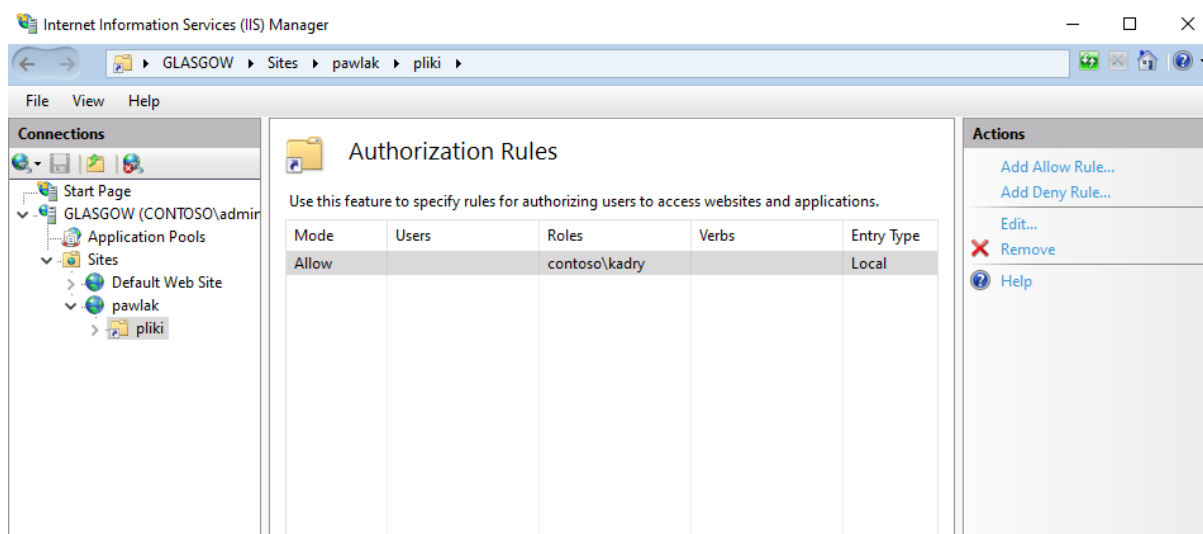 Internet Information Services (IIS) Manager
GLASGOW Sites pawlak pliki
File View Help
Connections
Start Page
GLASGOW (CONTOSO\admir
Application Pools
Sites
Default Web Site
pawlak
pliki
Authorization Rules
Use this feature to specify rules for authorizing users to access websites and applications.
Mode Users Roles Verbs Entry Type
Allow contoso\kadry Local
Actions
Add Allow Rule...
Add Deny Rule...
Edit...
Remove
Help